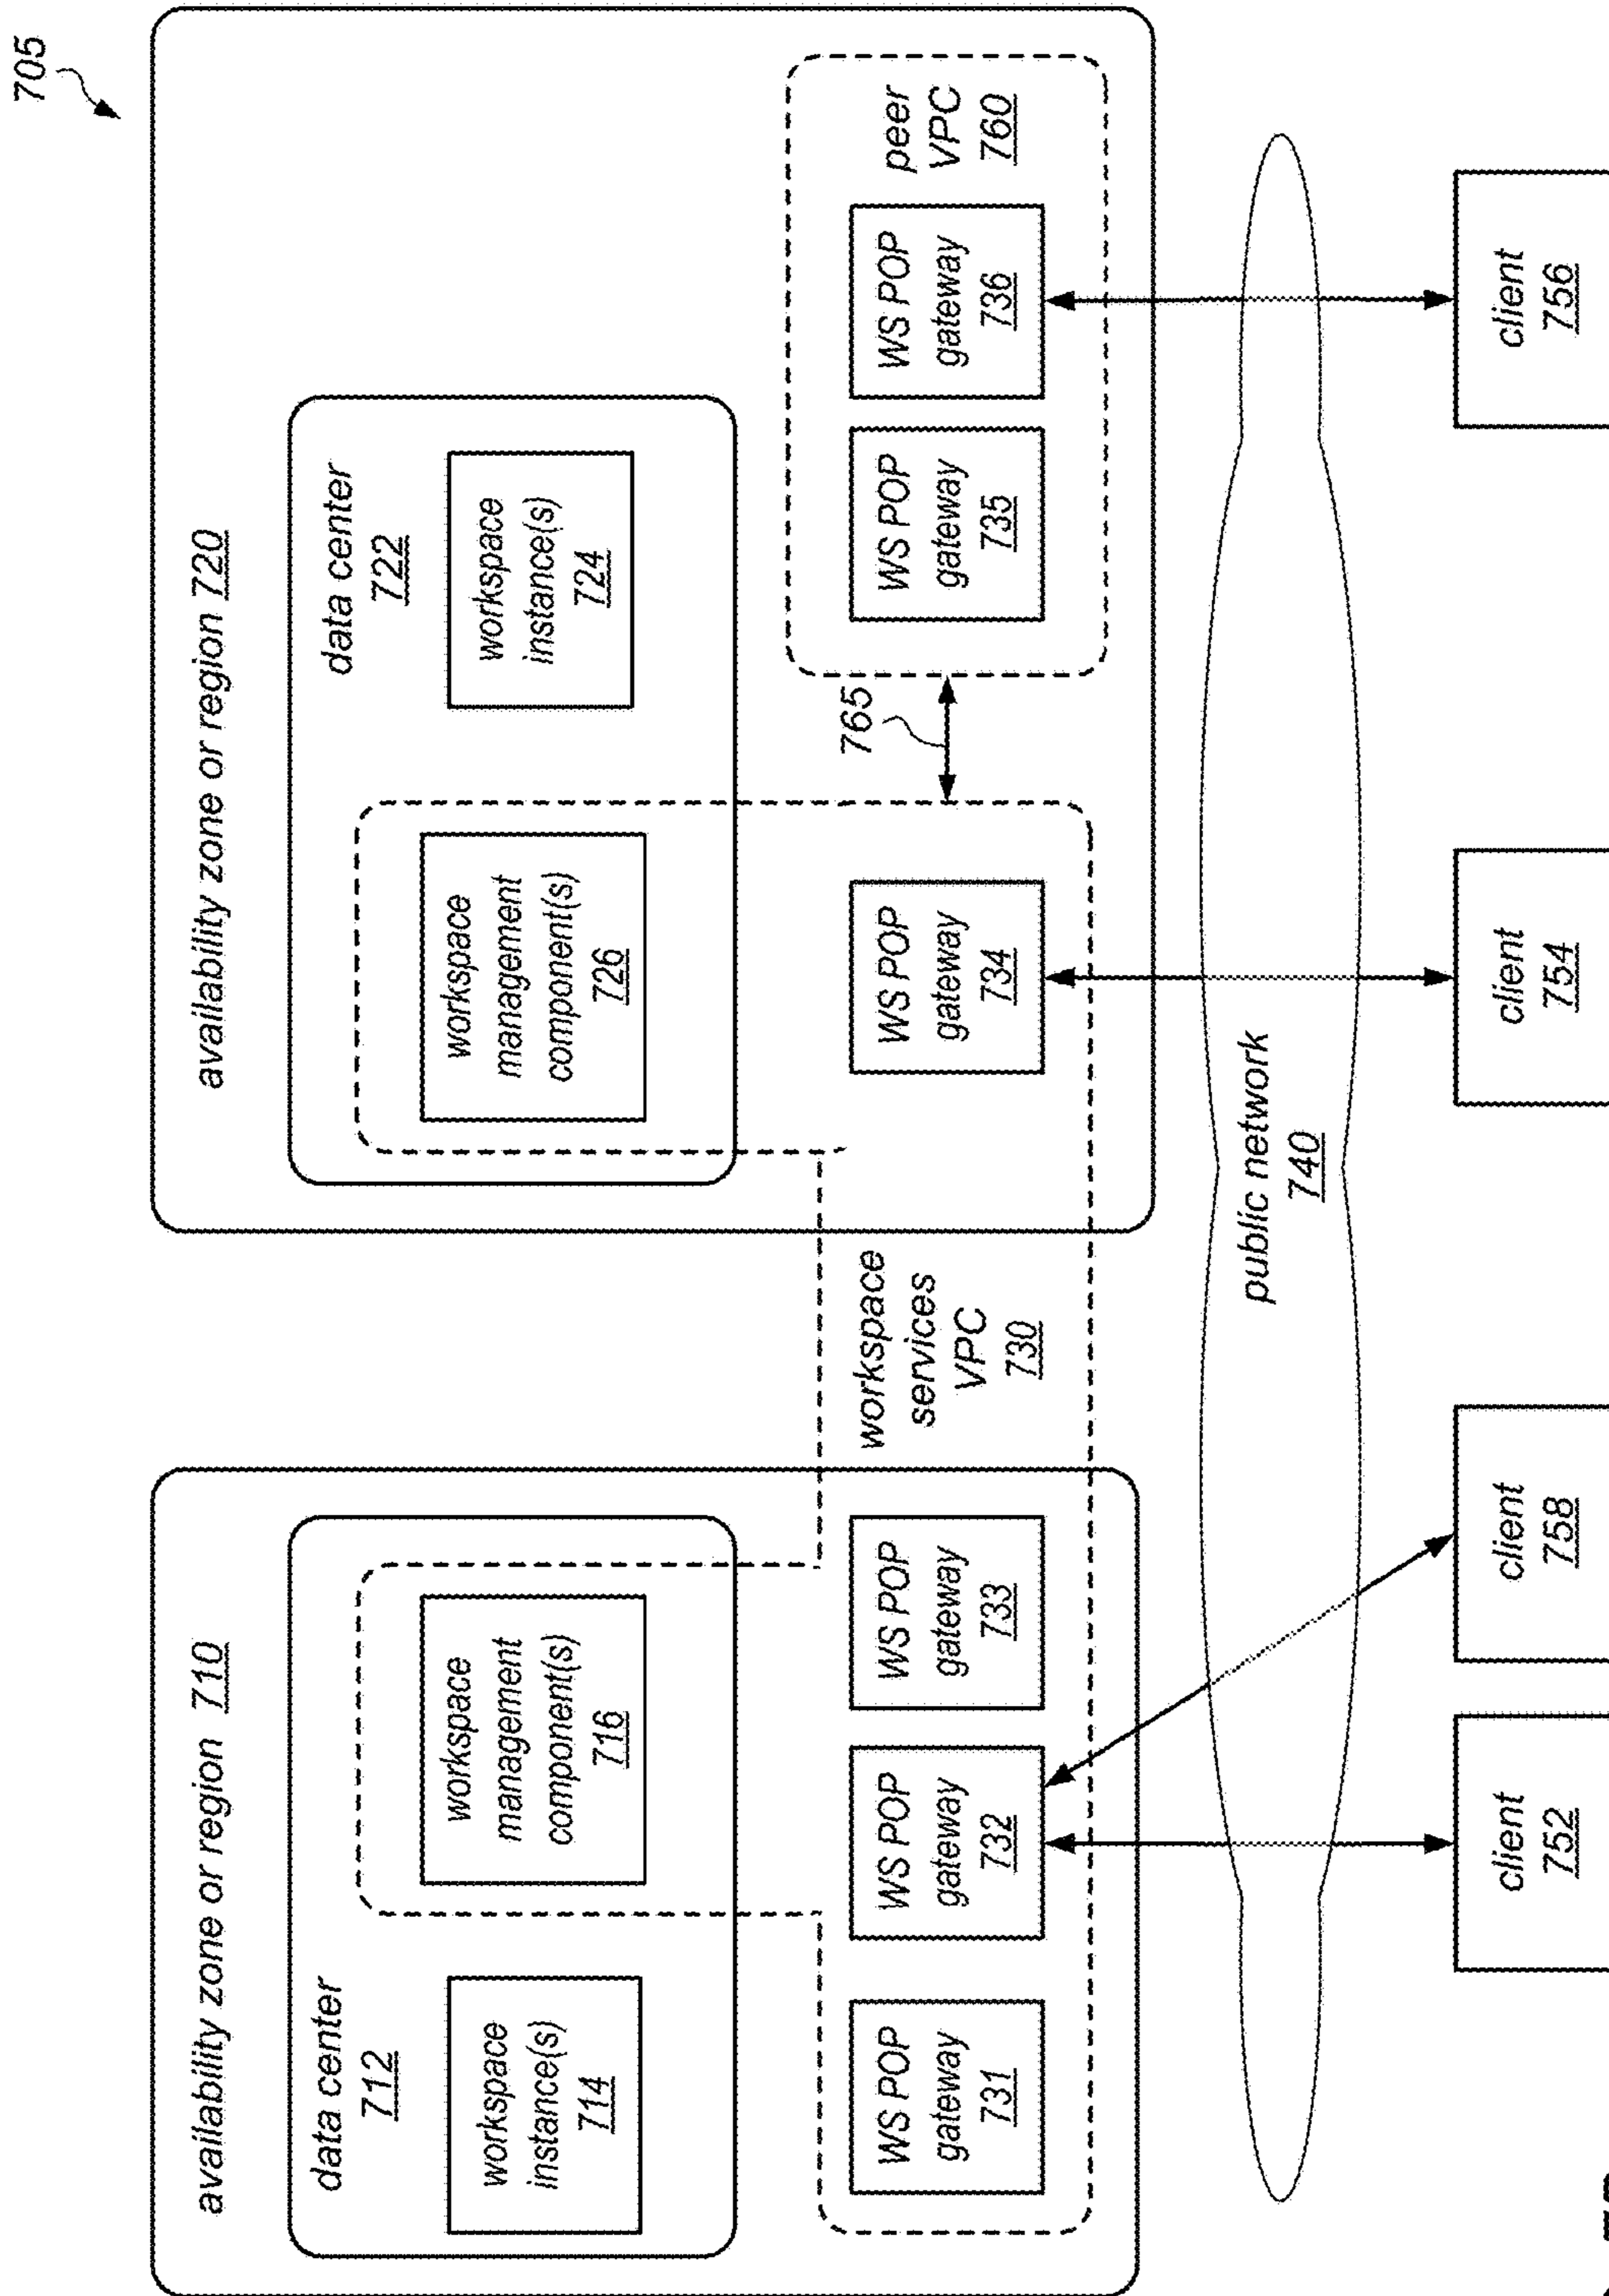 705
availability zone or region 710
data center
712
workspace
instance(s)
714
workspace
management
component(s)
716
WS POP
gateway
731
WS POP
gateway
732
WS POP
gateway
733
workspace
services
VPC
730
availability zone or region 720
data center
722
workspace
management
component(s)
726
workspace
instance(s)
724
WS POP
gateway
734
765
WS POP
gateway
735
WS POP
gateway
736
peer
VPC
760
public network
740
client
752
client
758
client
754
client
756